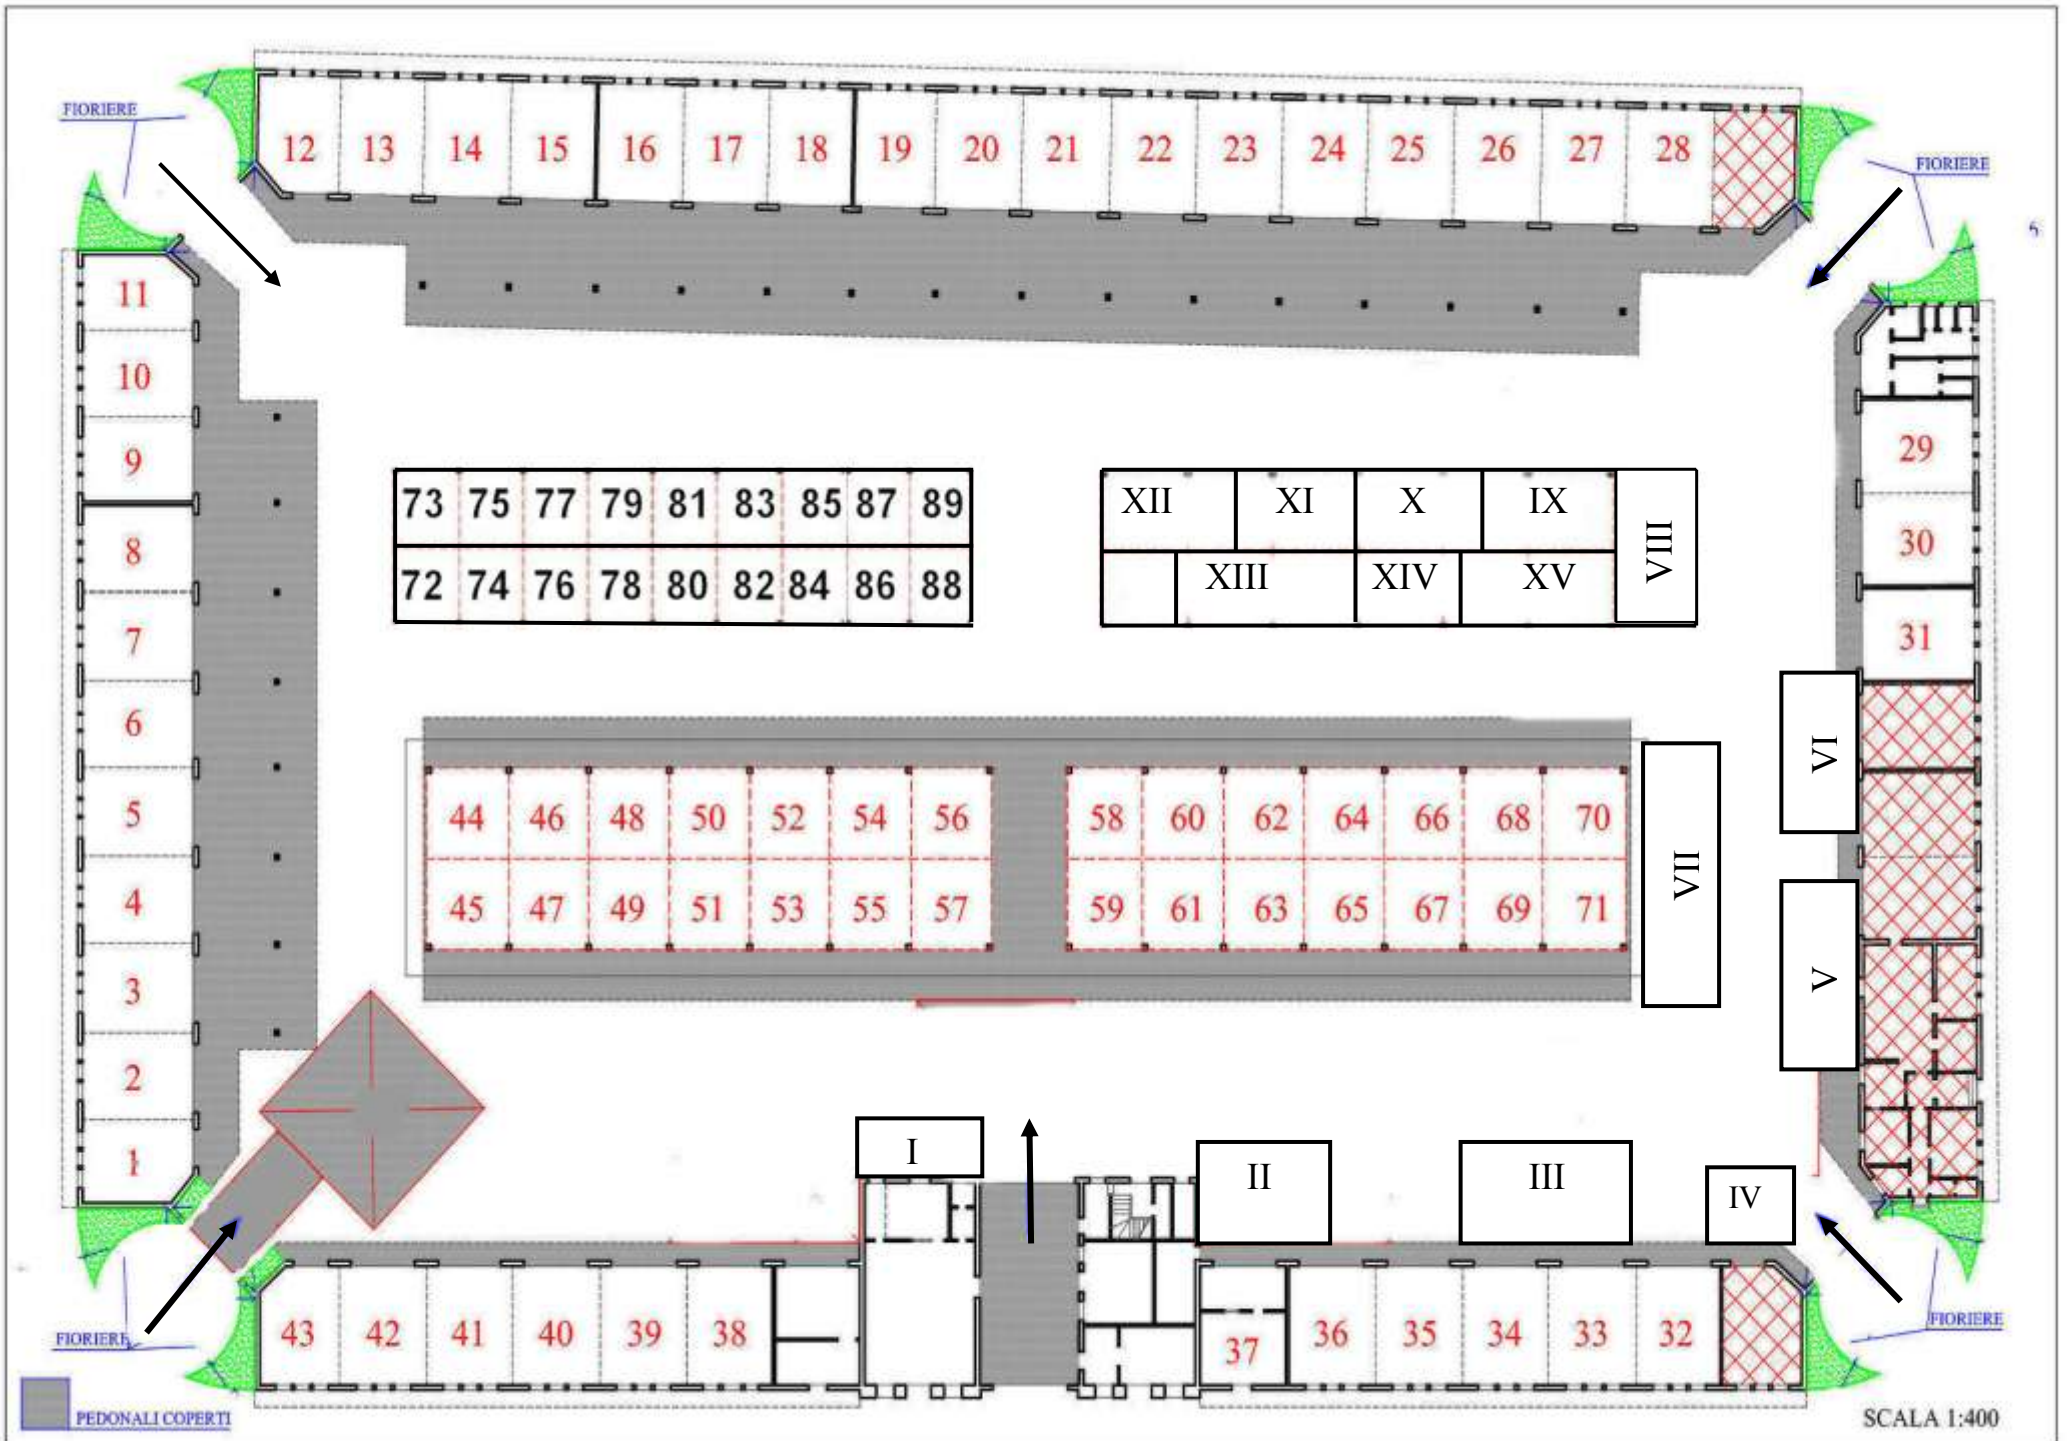 FIORIERE
12 13 14 15 16 17 18 19 20 21 22 23 24 25 26 27 28
FIORIERE
5
11
10
9
8
7
6
5
4
3
2
1
29
30
31
73 75 77 79 81 83 85 87 89
72 74 76 78 80 82 84 86 88
XII XI X IX
VIII
XIII XIV XV
VI
44 46 48 50 52 54 56 58 60 62 64 66 68 70
VII
45 47 49 51 53 55 57 59 61 63 65 67 69 71
V
I
II
III
IV
FIORIERE
43 42 41 40 39 38
37
36 35 34 33 32
FIORIERE
PEDONALI COPERTI
SCALA 1:400